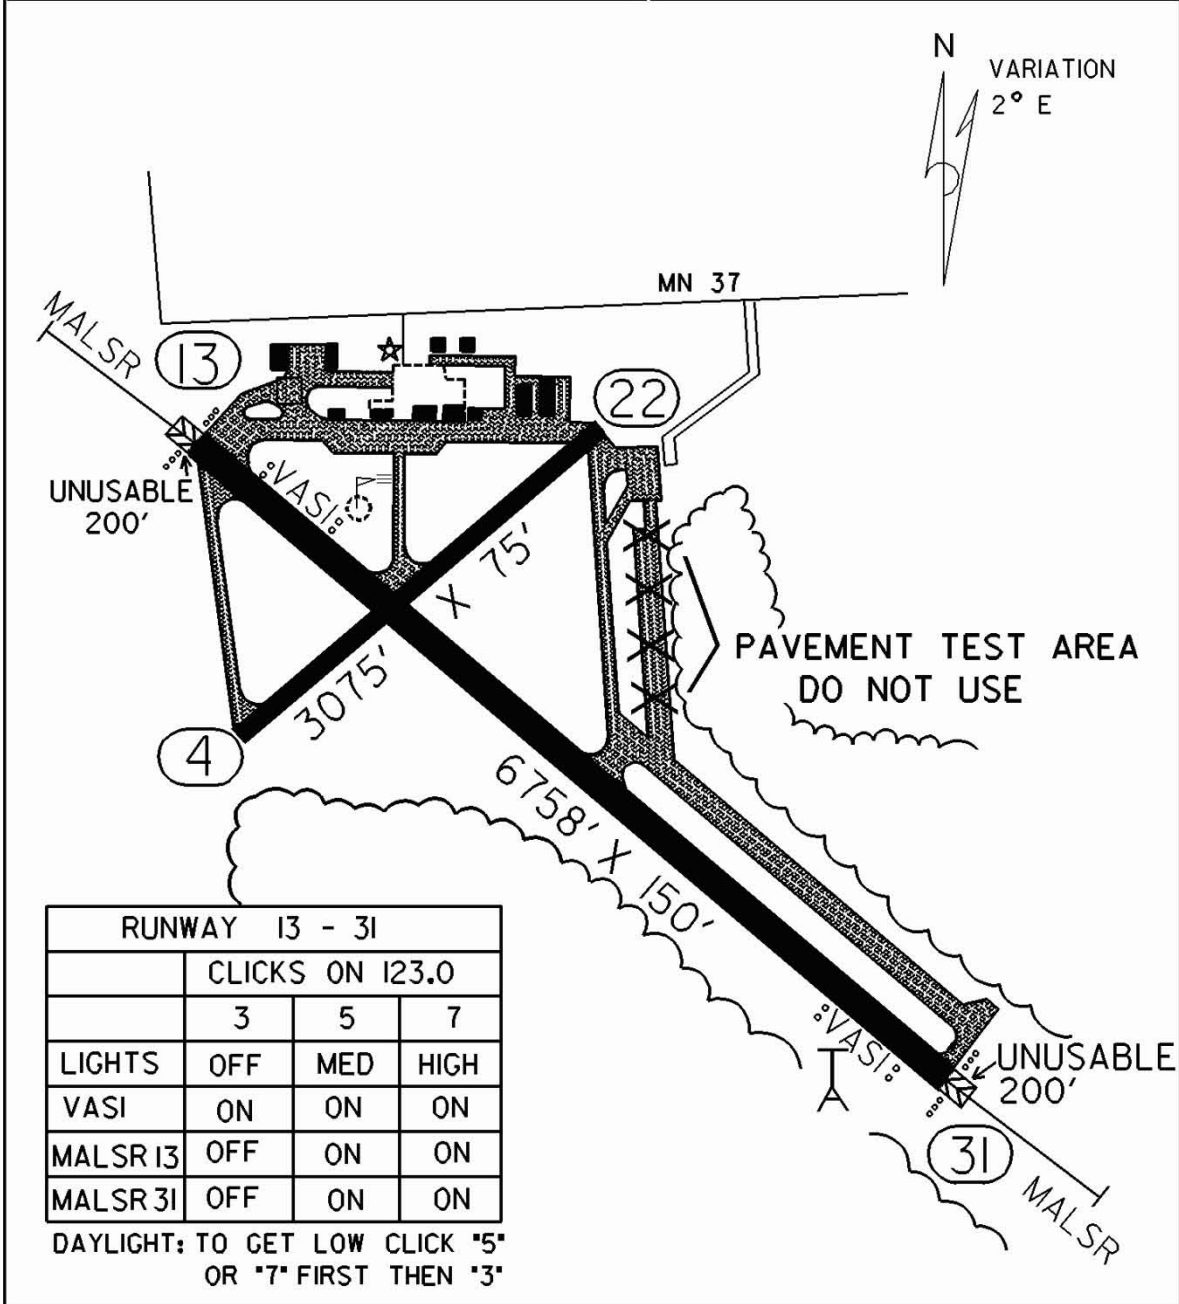 N
VARIATION
2° E
MN 37
MALSR
13
22
UNUSABLE
200'
VASI
3075' X 75'
PAVEMENT TEST AREA
DO NOT USE
4
6758' X 150'
RUNWAY 13 - 31
CLICKS ON 123.0
3 5 7
LIGHTS OFF MED HIGH
VASI ON ON ON
MALSR 13 OFF ON ON
MALSR 31 OFF ON ON
DAYLIGHT: TO GET LOW CLICK "5"
OR "7" FIRST THEN "3"
VASI
UNUSABLE
200'
31
MALSR